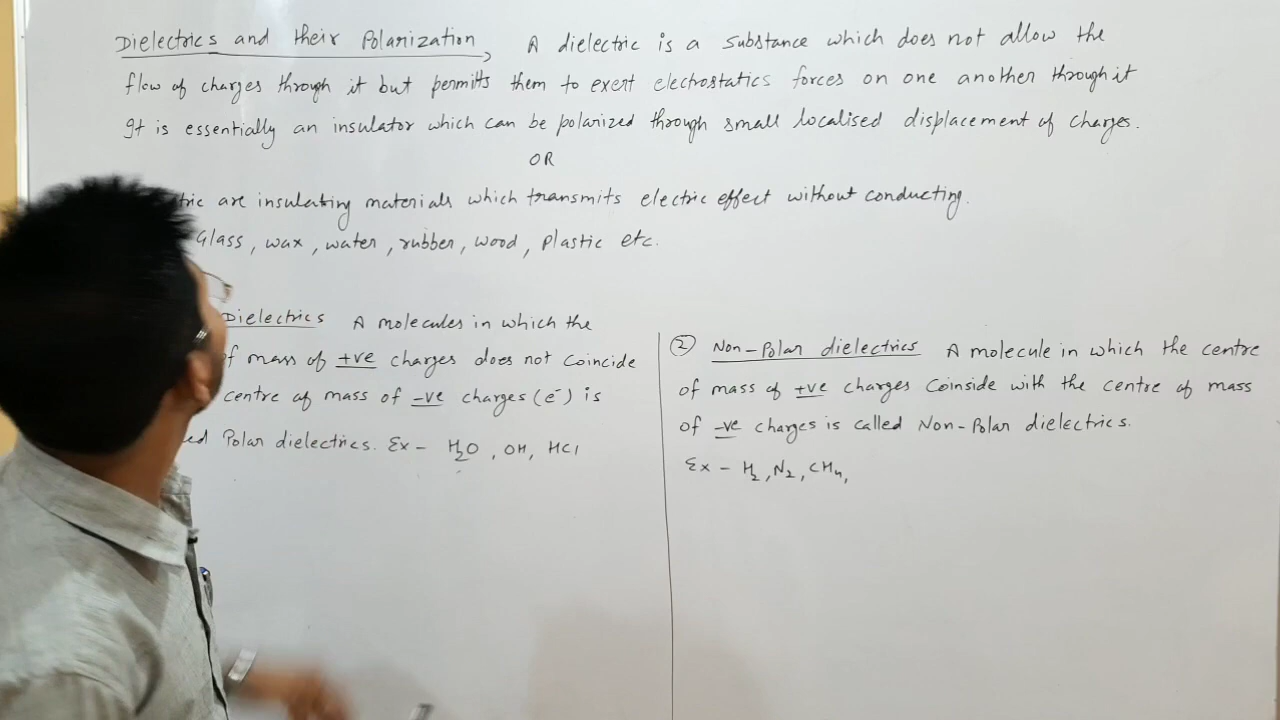 Dielectrics and their Polarization, A dielectric is a substance which does not allow the
flow of charges through it but permitts them to exert electrostatics forces on one another through it
It is essentially an insulator which can be polarized through small localised displacement of charges.
OR
tric are insulating materials which transmits electric effect without conducting.
Glass, wax, water, rubber, wood, plastic etc.
Dielectrics A molecules in which the
f mass of +ve charges does not coincide
centre of mass of -ve charges (e⁻) is
ed Polar dielectrics. Ex - H₂O, OH, HCl
② Non-Polar dielectrics A molecule in which the centre
of mass of +ve charges Coinside with the centre of mass
of -ve charges is called Non-Polar dielectrics.
Ex - H₂, N₂, CH₄,